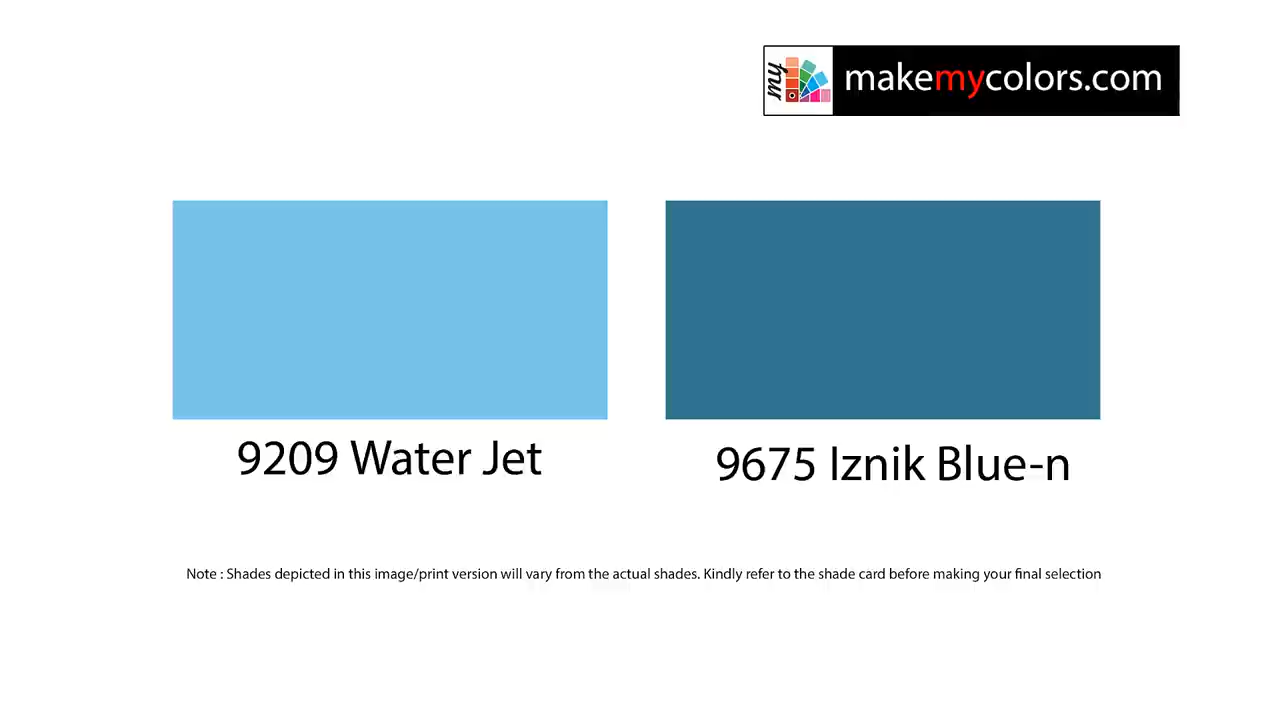 my
makemycolors.com
9209 Water Jet
9675 Iznik Blue-n
Note : Shades depicted in this image/print version will vary from the actual shades. Kindly refer to the shade card before making your final selection